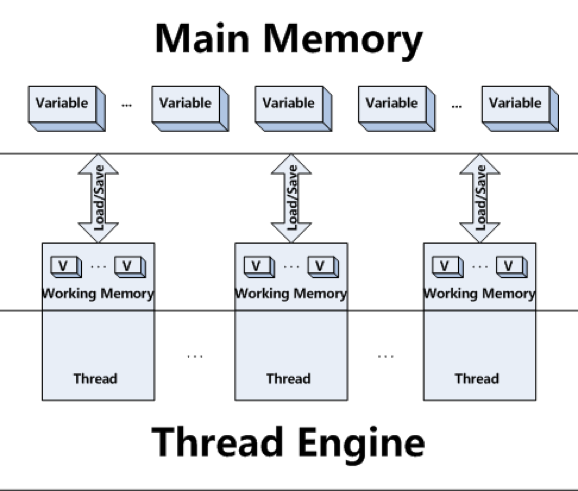 Main Memory
Variable ... Variable Variable Variable ... Variable
Load/Save Load/Save Load/Save
V ... V V ... V V ... V
Working Memory Working Memory Working Memory
... ...
Thread Thread Thread
Thread Engine